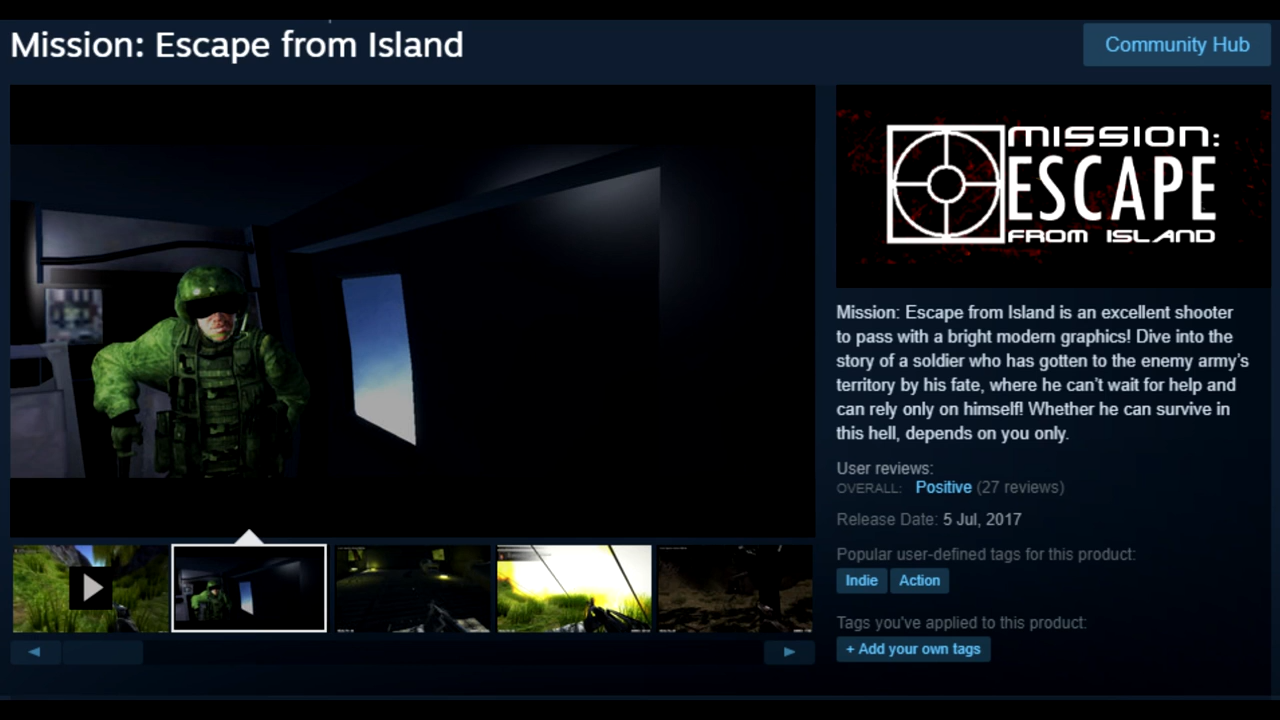 Mission: Escape from Island
Community Hub
MISSION:
ESCAPE
FROM ISLAND
Mission: Escape from Island is an excellent shooter
to pass with a bright modern graphics! Dive into the
story of a soldier who has gotten to the enemy army's
territory by his fate, where he can't wait for help and
can rely only on himself! Whether he can survive in
this hell, depends on you only.
User reviews:
OVERALL: Positive (27 reviews)
Release Date: 5 Jul, 2017
Popular user-defined tags for this product:
Indie Action
Tags you've applied to this product:
+ Add your own tags